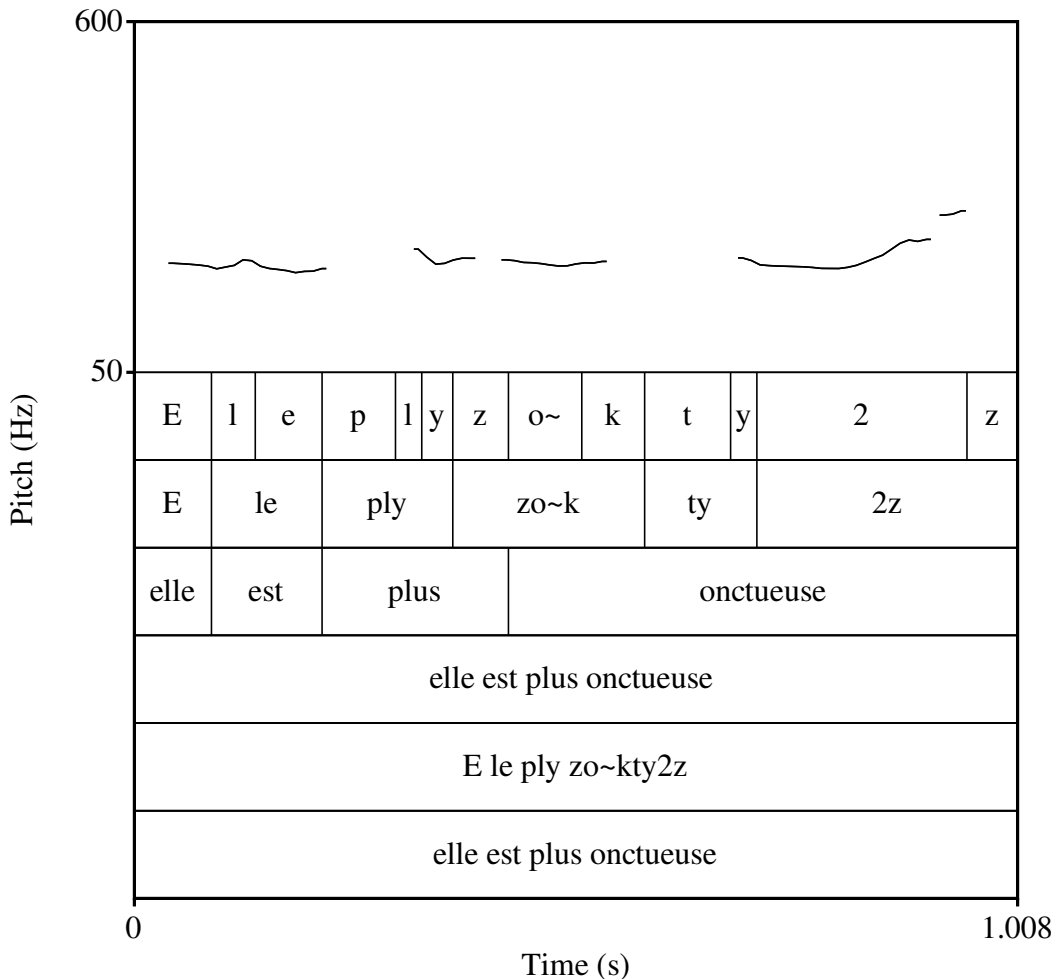 600
50
Pitch (Hz)
E l e p l y z o~ k t y 2 z
E le ply zo~k ty 2z
elle est plus onctueuse
elle est plus onctueuse
E le ply zo~kty2z
elle est plus onctueuse
0 1.008
Time (s)